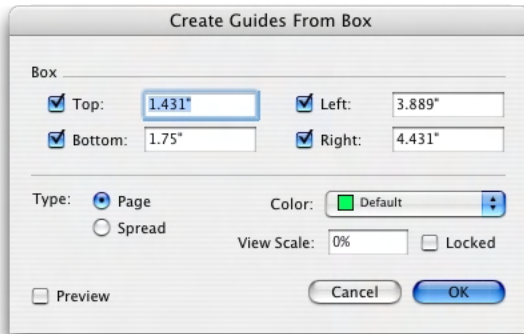 Create Guides From Box
Box
Top: 1.431" Left: 3.889"
Bottom: 1.75" Right: 4.431"
Type: Page Color: Default
Spread
View Scale: 0% Locked
Preview Cancel OK